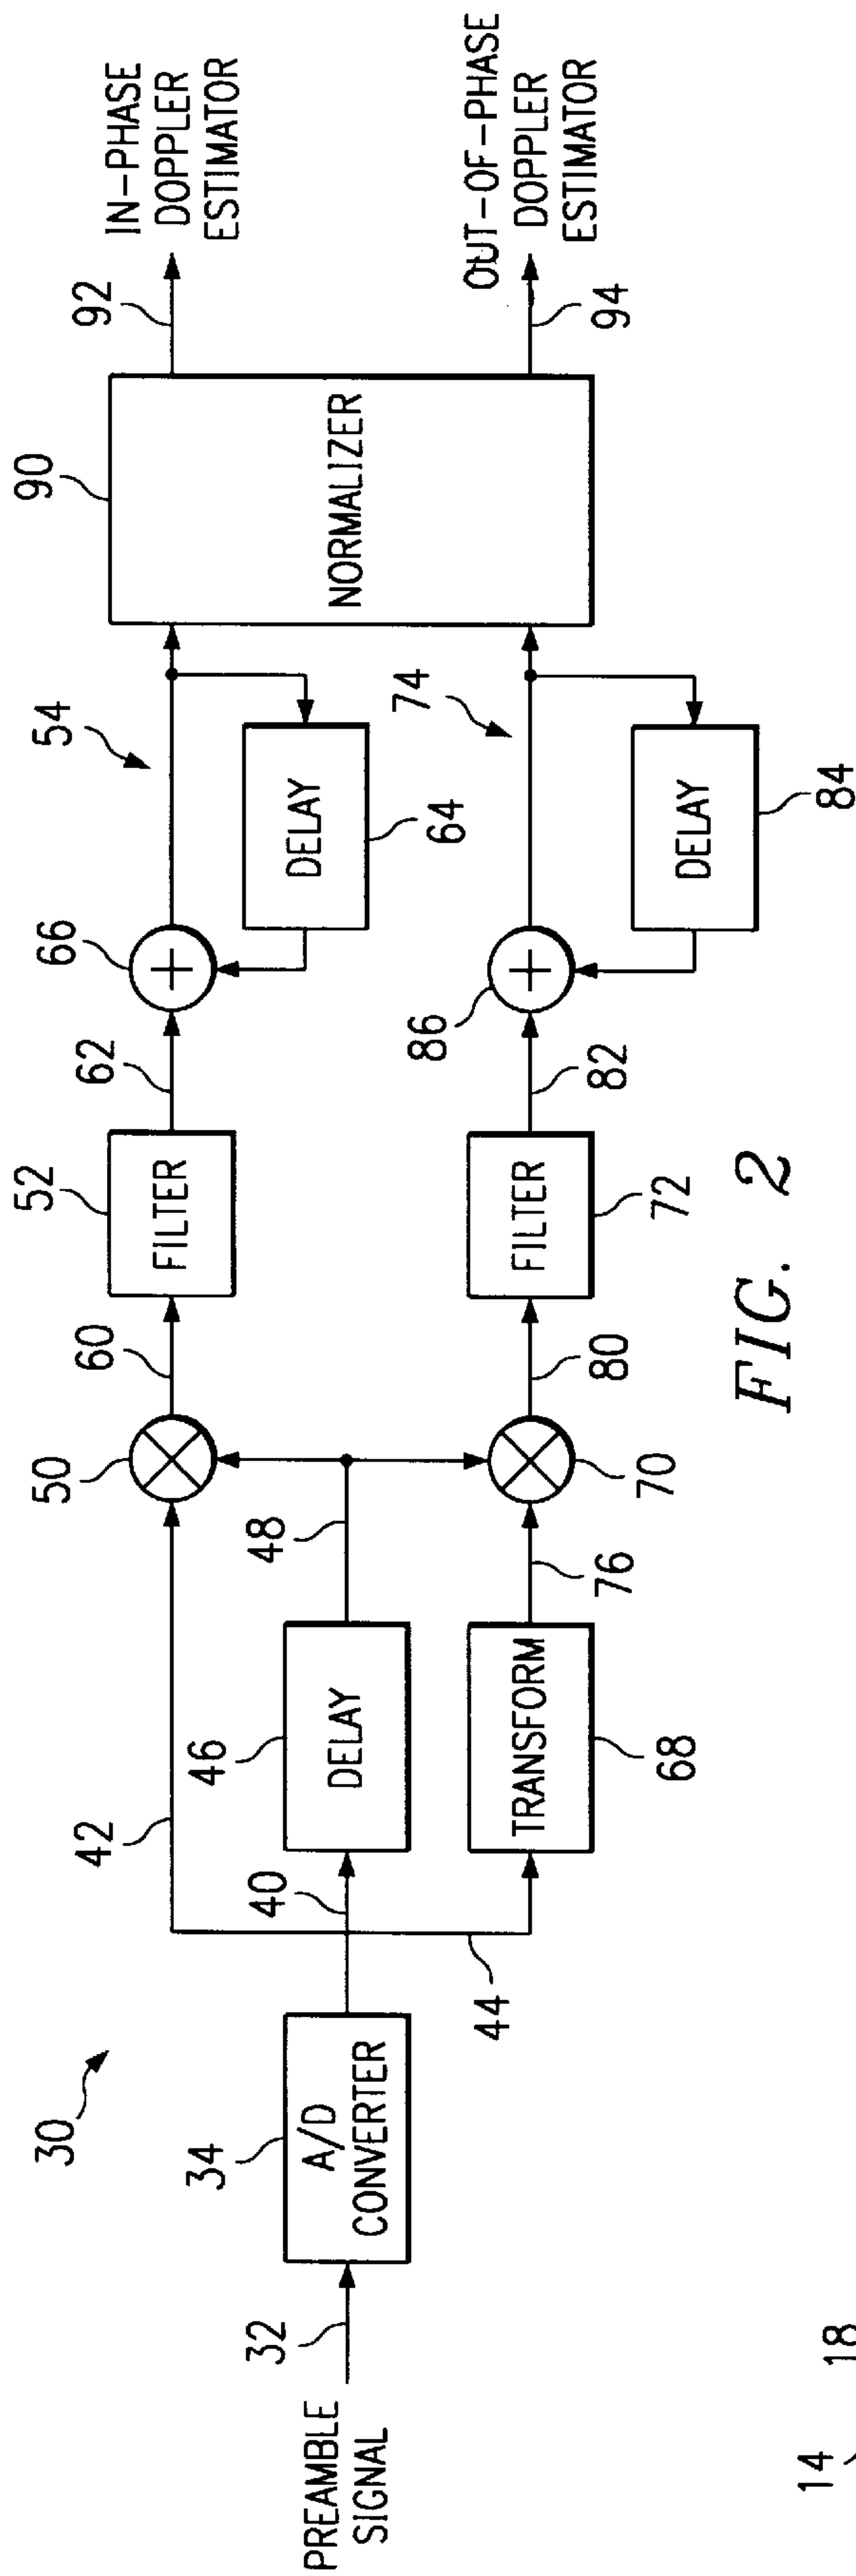 30
PREAMBLE
SIGNAL
32
34
A/D
CONVERTER
40
42
44
46
DELAY
48
TRANSFORM
68
76
50
70
60
80
52
FILTER
FILTER
72
62
82
66
86
54
DELAY
64
74
DELAY
84
90
NORMALIZER
92
94
IN-PHASE
DOPPLER
ESTIMATOR
OUT-OF-PHASE
DOPPLER
ESTIMATOR
FIG. 2
14
18